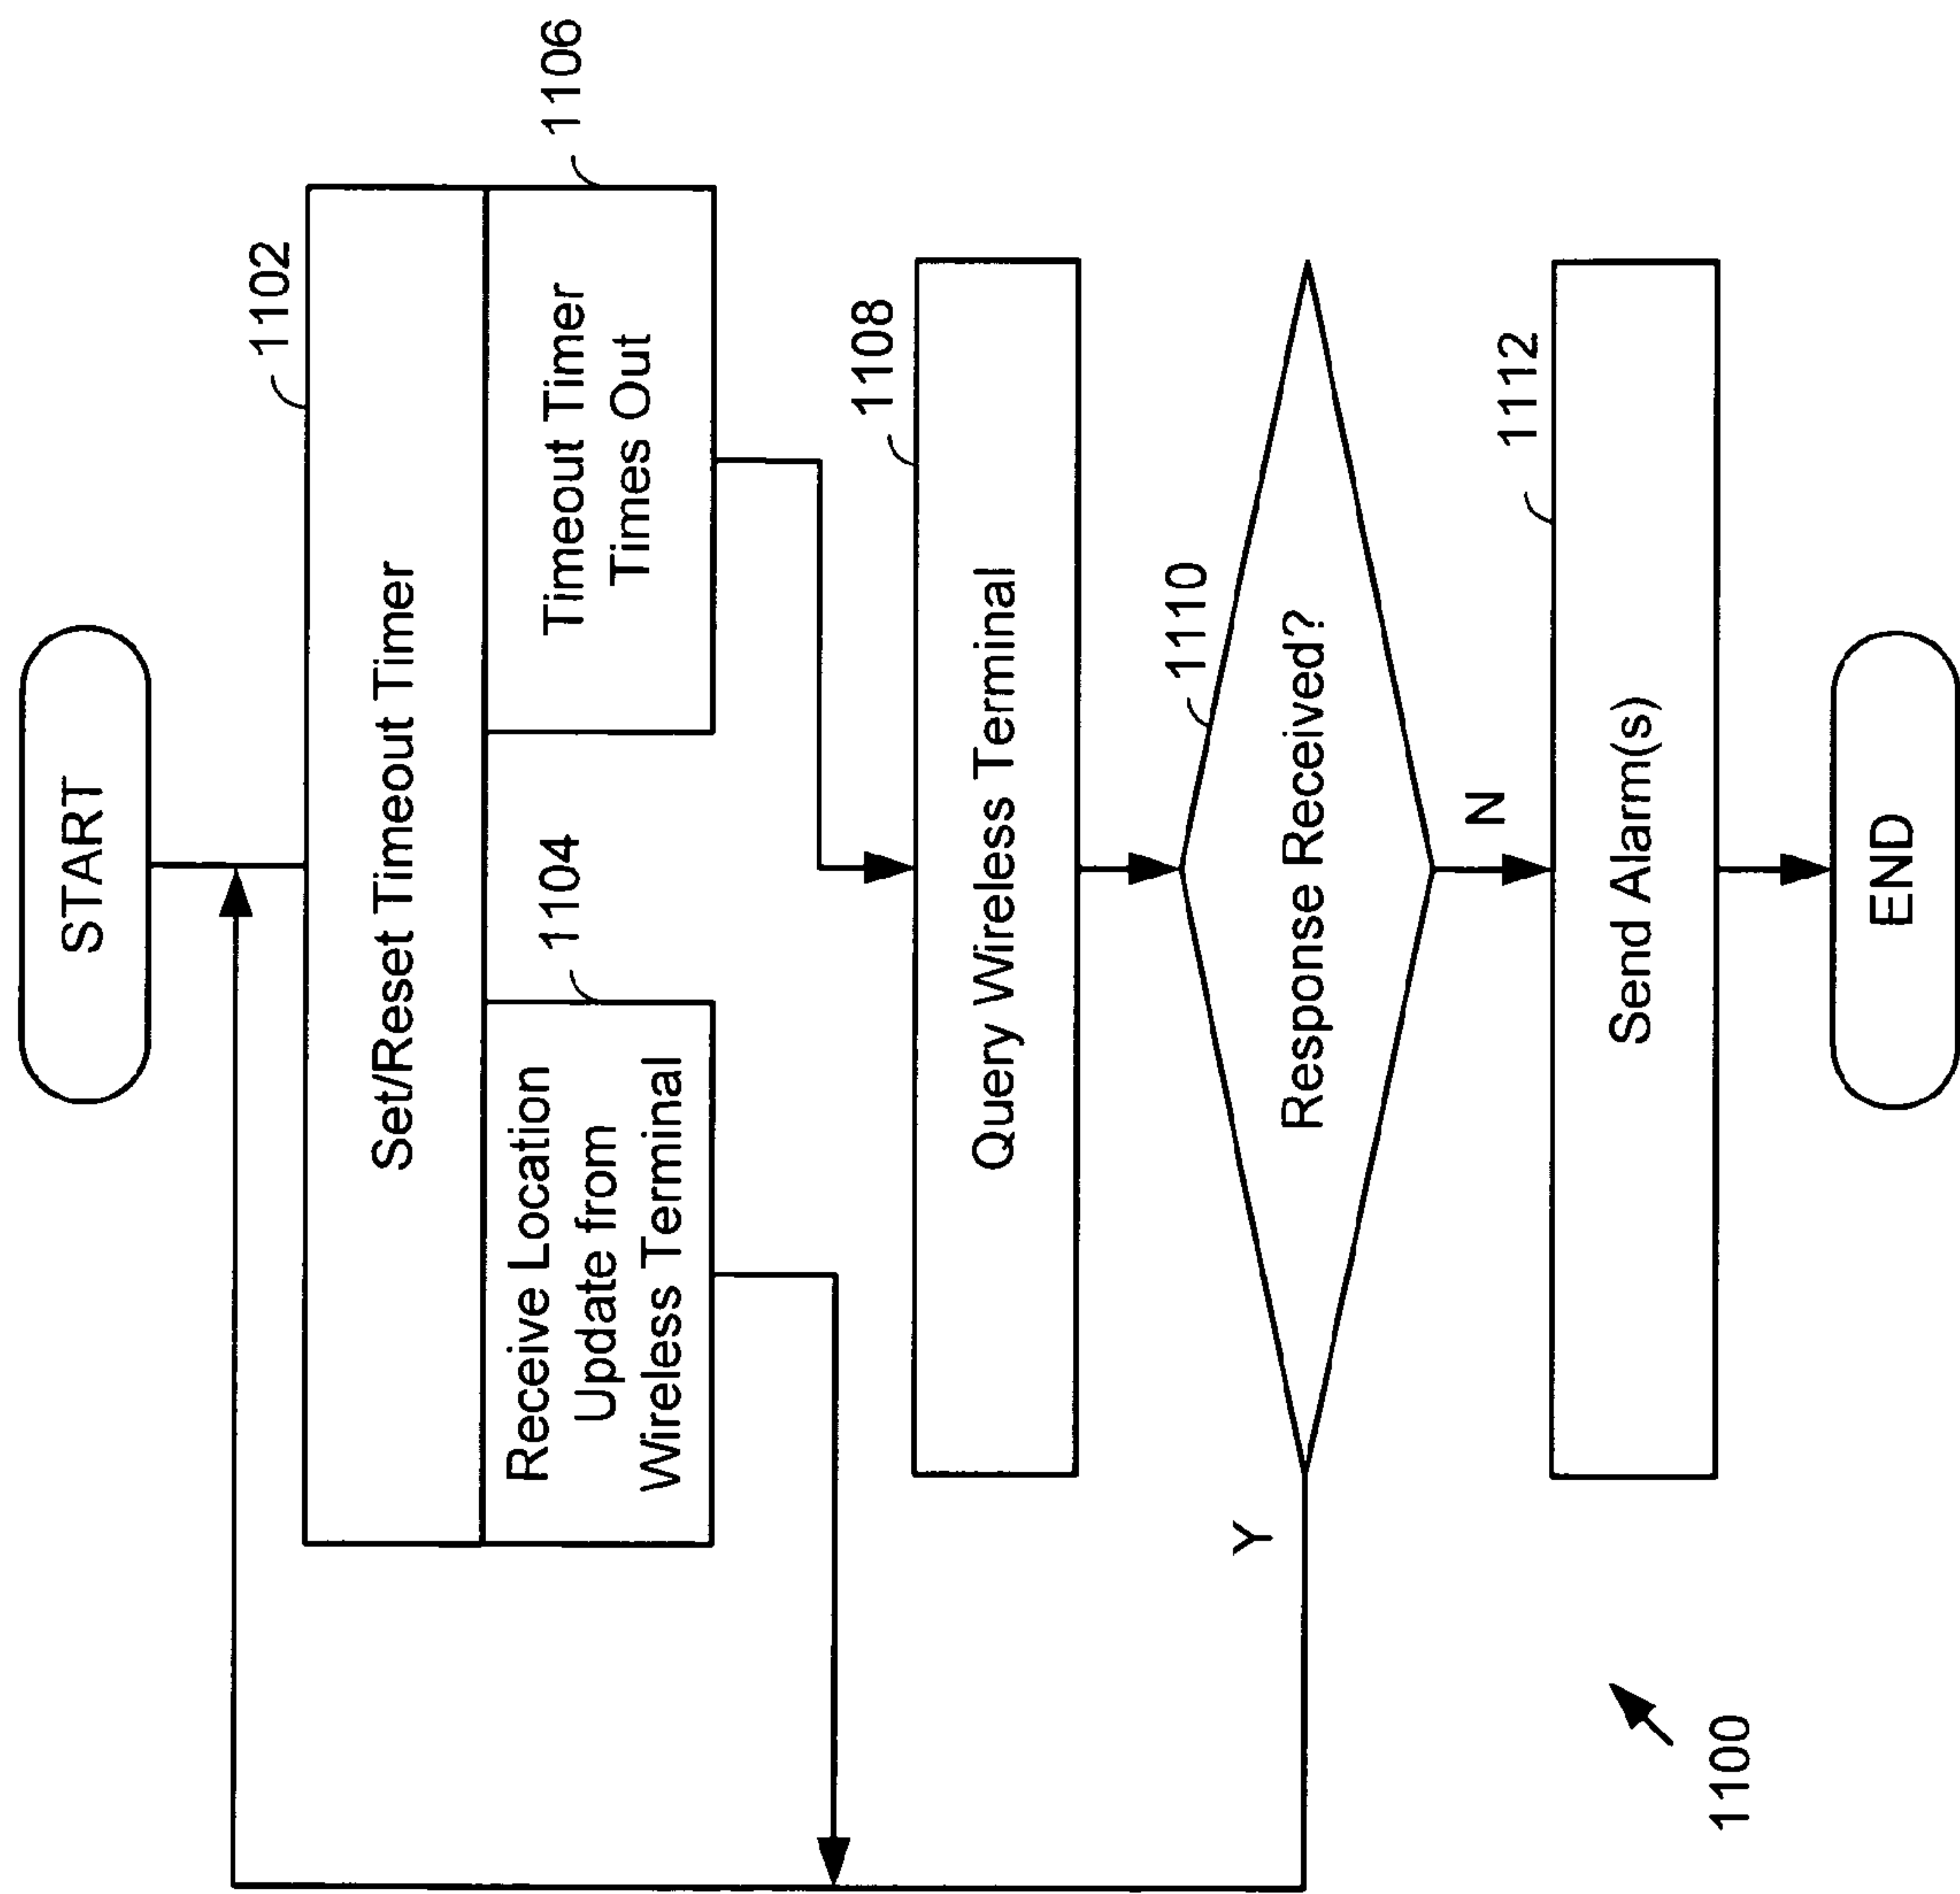 START
1102
Set/Reset Timeout Timer
1104
Receive Location
Update from
Wireless Terminal
1106
Timeout Timer
Times Out
1108
Query Wireless Terminal
1110
Response Received?
Y
N
1112
Send Alarm(s)
END
1100